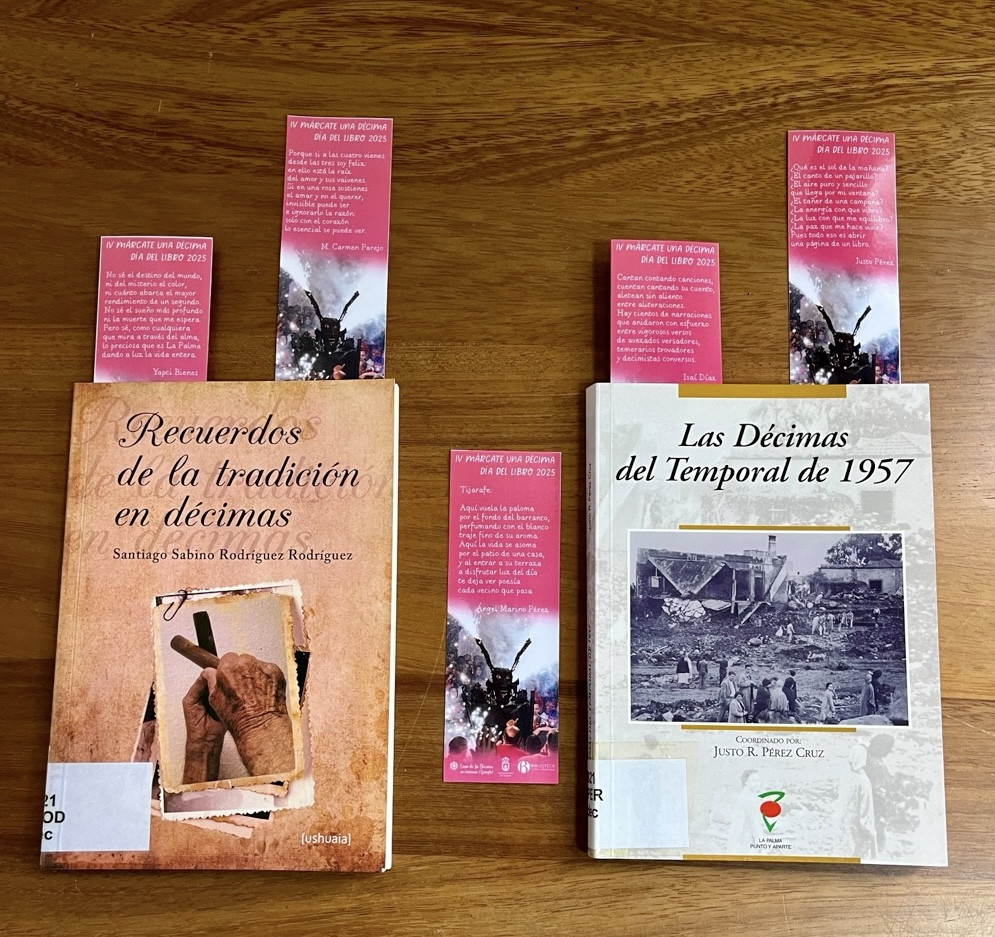 IV MÁRCATE UNA DÉCIMA
DÍA DEL LIBRO 2025
No sé el destino del mundo,
ni del misterio el color,
ni cuánto abarca el mayor
rendimiento de un segundo.
No sé el sueño más profundo
ni la muerte que me espera
Pero sé, como cualquiera
que mira a través del alma,
lo preciosa que es La Palma
dando a luz la vida entera.
Yapci Bienes
IV MÁRCATE UNA DÉCIMA
DÍA DEL LIBRO 2025
Porque si a las cuatro vienes
desde las tres soy feliz:
en ello está la raíz
del amor y sus vaivenes
Si en una rosa sostienes
el amar y no el querer,
invisible puede ser
e ignorarlo la razón:
solo con el corazón
lo esencial se puede ver.
M. Carmen Parejo
IV MÁRCATE UNA DÉCIMA
DÍA DEL LIBRO 2025
Cantan contando canciones,
cuentan cantando su cuento,
aletean sin aliento
entre aliteraciones.
Hay cientos de narraciones
que anidaron con esfuerzo
entre vigorosos versos
de avezados versadores,
temerarios trovadores
y decimistas conversos.
Isaí Díaz
IV MÁRCATE UNA DÉCIMA
DÍA DEL LIBRO 2025
¿Qué es el sol de la mañana?
¿El canto de un pajarillo?
¿El aire puro y sencillo
que llega por mi ventana?
¿El tañer de una campana?
¿La energía con que vibro?
¿La luz con que me equilibro?
¿La paz que me hace vivir?
Pues todo eso es abrir
una página de un libro.
Justo Pérez
IV MÁRCATE UNA DÉCIMA
DÍA DEL LIBRO 2025
Tijarafe:
Aquí vuela la paloma
por el fondo del barranco,
perfumando con el blanco
traje fino de su aroma
Aquí la vida se asoma
por el patio de una casa,
y al entrar a su terraza
a disfrutar luz del día
te deja ver poesía
cada vecino que pasa
Ángel Marino Pérez
BIBLIOTECA
Recuerdos
de la tradición
en décimas
Santiago Sabino Rodríguez Rodríguez
[ushuaia]
21
OD
ec
Las Décimas
del Temporal de 1957
COORDINADO POR:
JUSTO R. PÉREZ CRUZ
LA PALMA
PUNTO Y APARTE
21
ER
ec